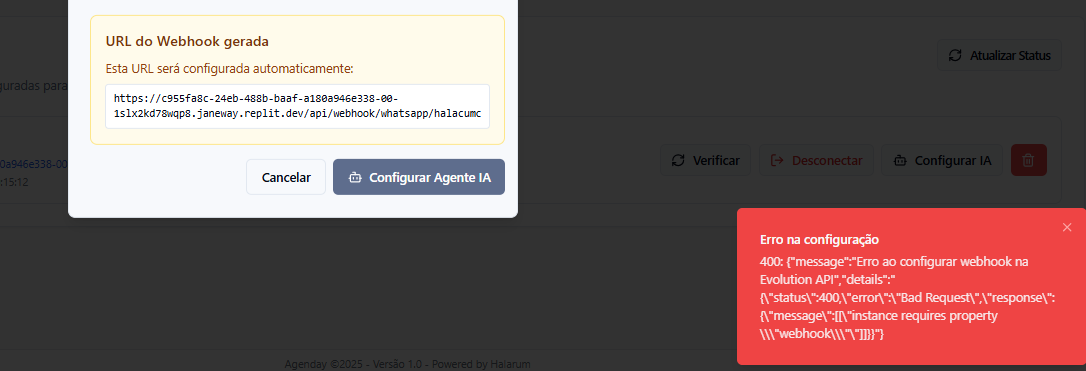 URL do Webhook gerada
Esta URL será configurada automaticamente:
https://c955fa8c-24eb-488b-baaf-a180a946e338-00-
1slx2kd78wqp8.janeway.replit.dev/api/webhook/whatsapp/halacumc
Cancelar
Configurar Agente IA
Atualizar Status
guradas para
0a946e338-00
:15:12
Verificar
Desconectar
Configurar IA
Erro na configuração
400: {"message":"Erro ao configurar webhook na
Evolution API","details":"
{\"status\":400,\"error\":\"Bad Request\",\"response\":
{\"message\":[[\"instance requires property
\\\"webhook\\\"\"]]}}"}
Agenday ©2025 - Versão 1.0 - Powered by Halarum